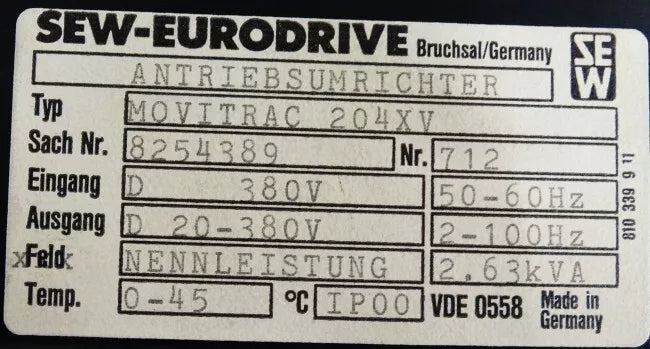 SEW-EURODRIVE Bruchsal/Germany SEW
ANTRIEBSUMRICHTER
Typ MOVITRAC 204XV
Sach Nr. 8254389 Nr. 712
Eingang D 380V 50-60Hz
Ausgang D 20-380V 2-100Hz
xFeldx NENNLEISTUNG 2.63kVA
Temp. 0-45 °C IP00 VDE 0558 Made in Germany
810 339 9 11